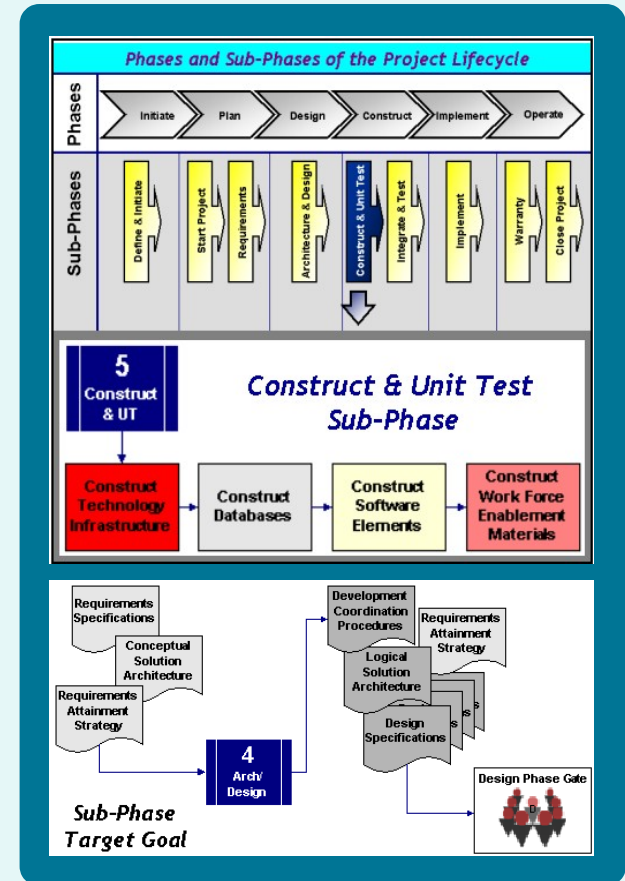 Phases and Sub-Phases of the Project Lifecycle
Phases
Initiate
Plan
Design
Construct
Implement
Operate
Sub-Phases
Define & Initiate
Start Project
Requirements
Architecture & Design
Construct & Unit Test
Integrate & Test
Implement
Warranty
Close Project
5
Construct
& UT
Construct & Unit Test
Sub-Phase
Construct
Technology
Infrastructure
Construct
Databases
Construct
Software
Elements
Construct
Work Force
Enablement
Materials
Requirements
Specifications
Conceptual
Solution
Architecture
Requirements
Attainment
Strategy
4
Arch/
Design
Development
Coordination
Procedures
Requirements
Attainment
Strategy
Logical
Solution
Architecture
Design
Specifications
Design Phase Gate
D
Sub-Phase
Target Goal